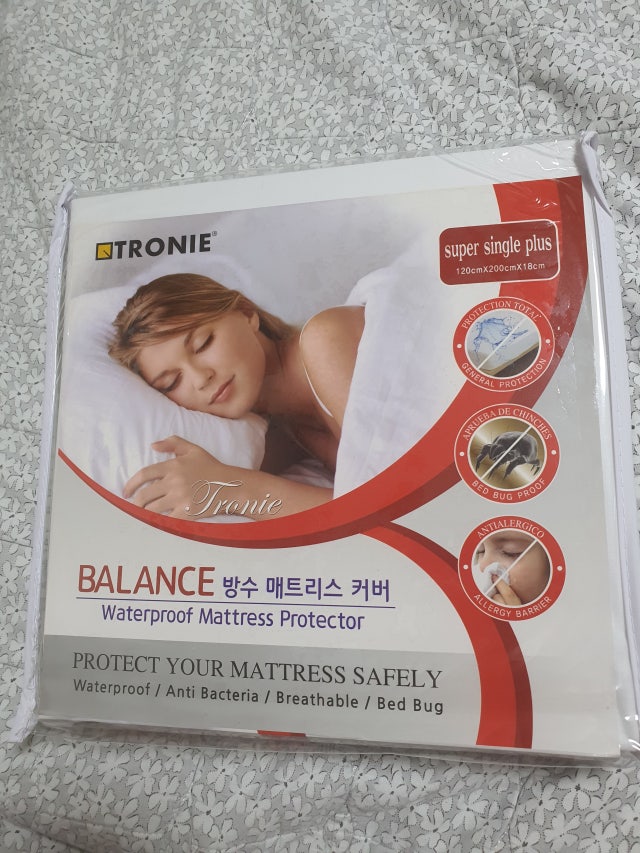 TRONIE®
super single plus
120cmX200cmX18cm
PROTECTION TOTAL
GENERAL PROTECTION
APRUEBA DE CHINCHES
BED BUG PROOF
ANTIALERGICO
ALLERGY BARRIER
Tronie
BALANCE 방수 매트리스 커버
Waterproof Mattress Protector
PROTECT YOUR MATTRESS SAFELY
Waterproof / Anti Bacteria / Breathable / Bed Bug